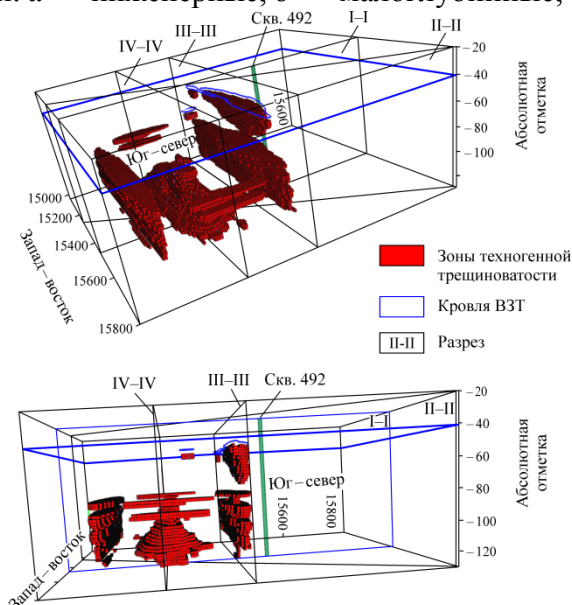 инженерные,
малоглубинные,
IV–IV
III–III
Скв. 492
I–I
II–II
–20
–40
–60
–80
–100
Абсолютная
отметка
15600
Юг–север
15000
15200
15400
15600
15800
Запад–восток
Зоны техногенной
трещиноватости
Кровля ВЗТ
II-II Разрез
IV–IV
III–III
Скв. 492
I–I
II–II
–20
–40
–60
–80
–100
–120
Абсолютная
отметка
Юг–север
15600
15800
Запад–восток